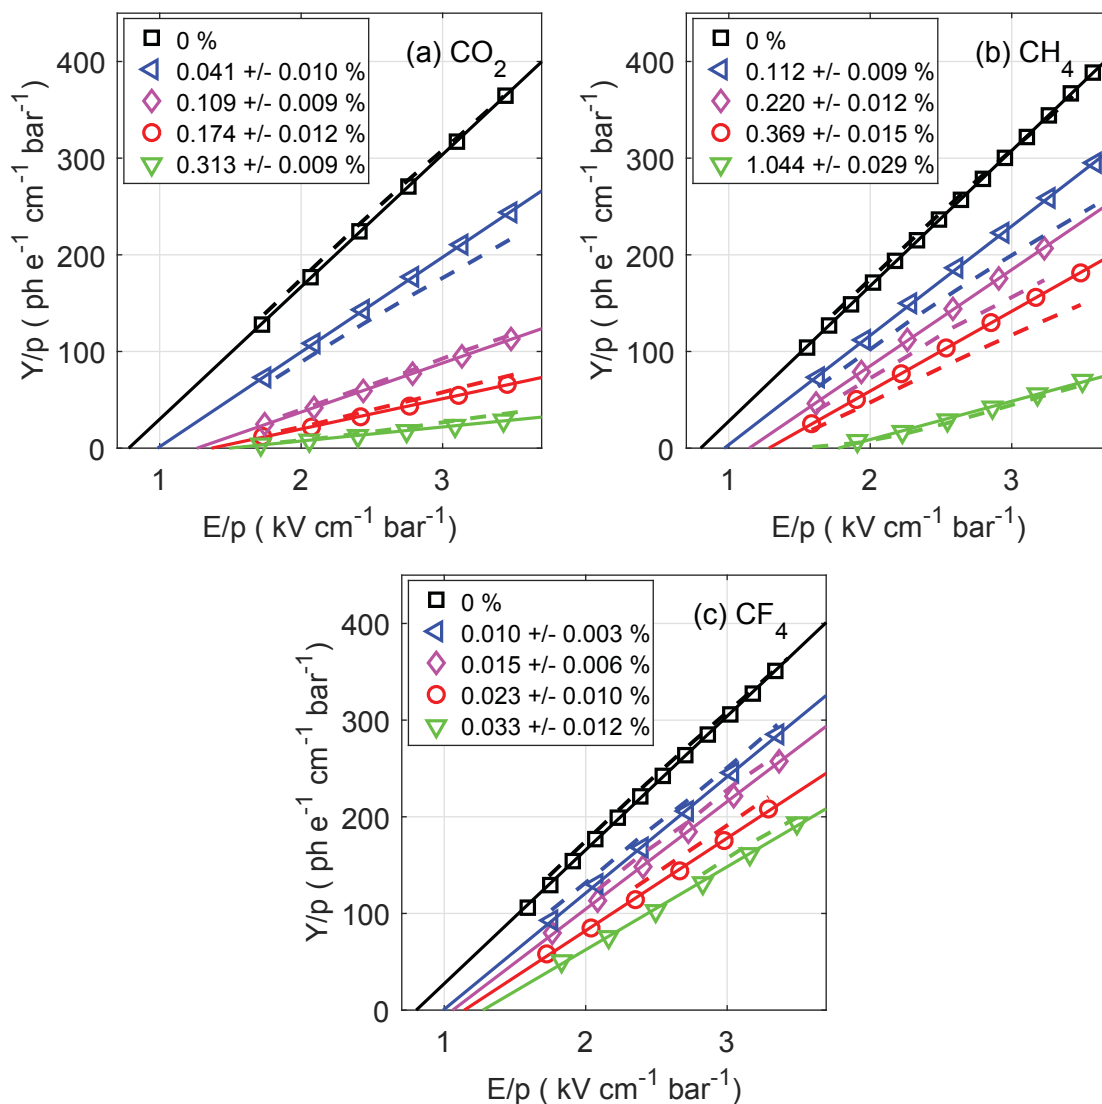 (a) CO2
0 %
0.041 +/- 0.010 %
0.109 +/- 0.009 %
0.174 +/- 0.012 %
0.313 +/- 0.009 %
400
300
200
100
0
Y/p ( ph e⁻¹ cm⁻¹ bar⁻¹)
1 2 3
E/p ( kV cm⁻¹ bar⁻¹)
(b) CH4
0 %
0.112 +/- 0.009 %
0.220 +/- 0.012 %
0.369 +/- 0.015 %
1.044 +/- 0.029 %
400
300
200
100
0
Y/p ( ph e⁻¹ cm⁻¹ bar⁻¹)
1 2 3
E/p ( kV cm⁻¹ bar⁻¹)
(c) CF4
0 %
0.010 +/- 0.003 %
0.015 +/- 0.006 %
0.023 +/- 0.010 %
0.033 +/- 0.012 %
400
300
200
100
0
Y/p ( ph e⁻¹ cm⁻¹ bar⁻¹)
1 2 3
E/p ( kV cm⁻¹ bar⁻¹)